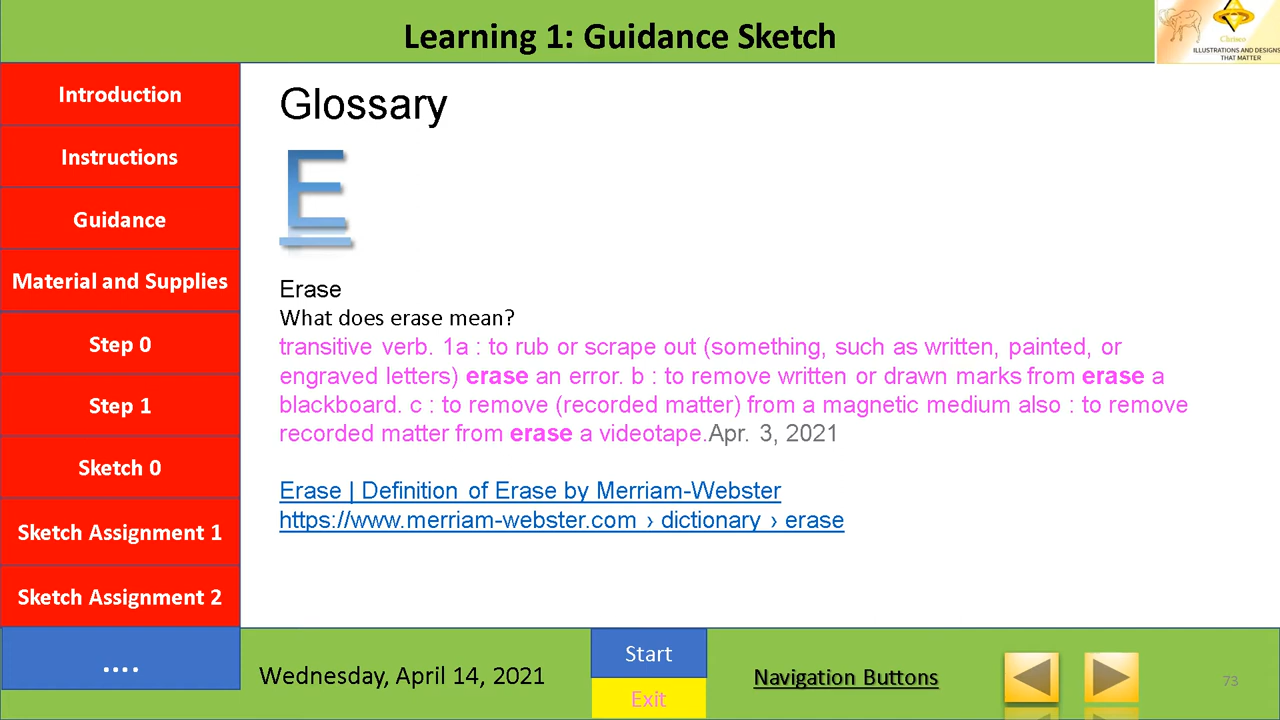 Learning 1: Guidance Sketch
Chrisco
ILLUSTRATIONS AND DESIGNS
THAT MATTER
Introduction
Instructions
Guidance
Material and Supplies
Step 0
Step 1
Sketch 0
Sketch Assignment 1
Sketch Assignment 2
....
Glossary
E
Erase
What does erase mean?
transitive verb. 1a : to rub or scrape out (something, such as written, painted, or
engraved letters) erase an error. b : to remove written or drawn marks from erase a
blackboard. c : to remove (recorded matter) from a magnetic medium also : to remove
recorded matter from erase a videotape.Apr. 3, 2021
Erase | Definition of Erase by Merriam-Webster
https://www.merriam-webster.com › dictionary › erase
Wednesday, April 14, 2021
Start
Exit
Navigation Buttons
73